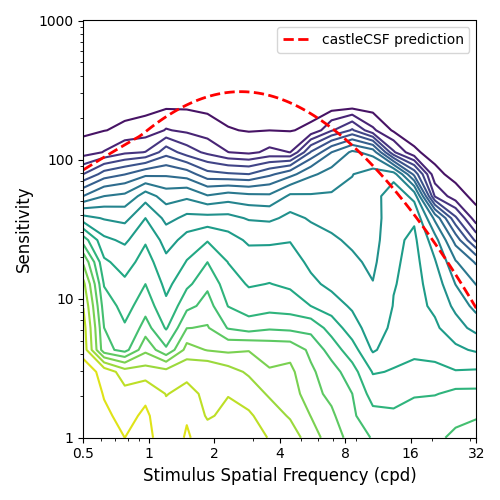 1000
castleCSF prediction
100
Sensitivity
10
1
0.5 1 2 4 8 16 32
Stimulus Spatial Frequency (cpd)